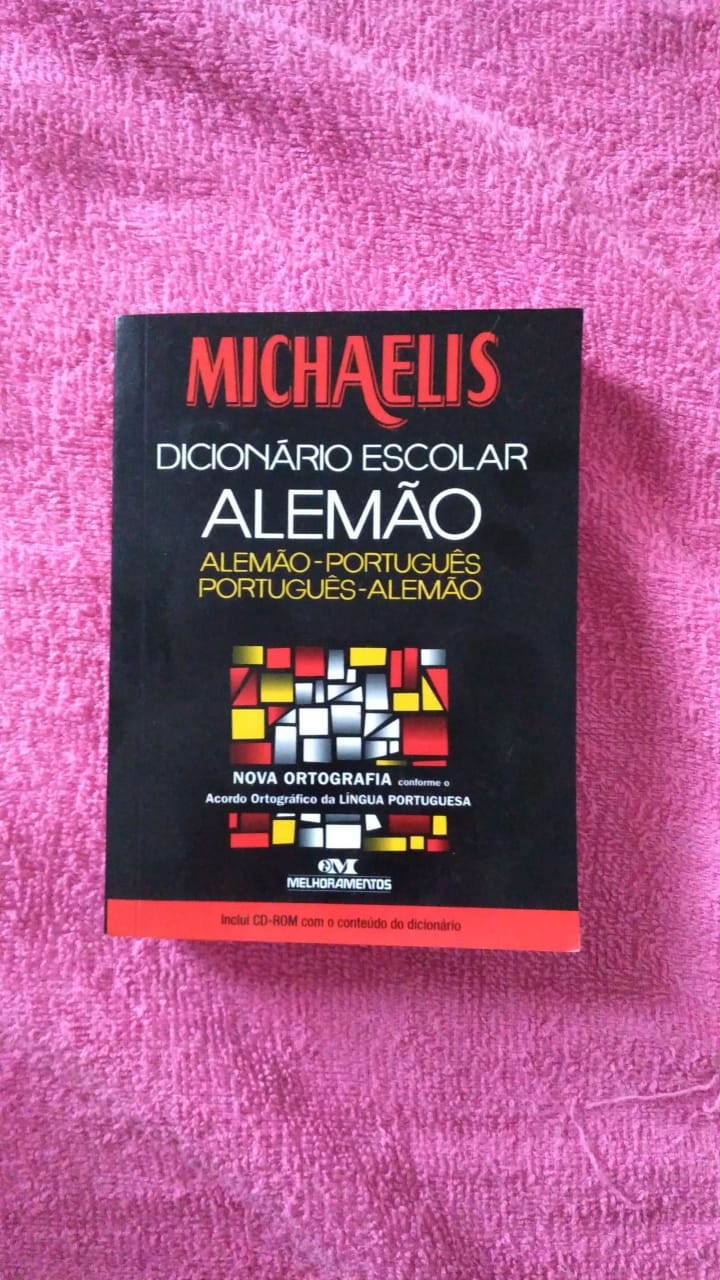 MICHAELIS
DICIONÁRIO ESCOLAR
ALEMÃO
ALEMÃO-PORTUGUÊS
PORTUGUÊS-ALEMÃO
NOVA ORTOGRAFIA conforme o
Acordo Ortográfico da LÍNGUA PORTUGUESA
M
MELHORAMENTOS
Inclui CD-ROM com o conteúdo do dicionário